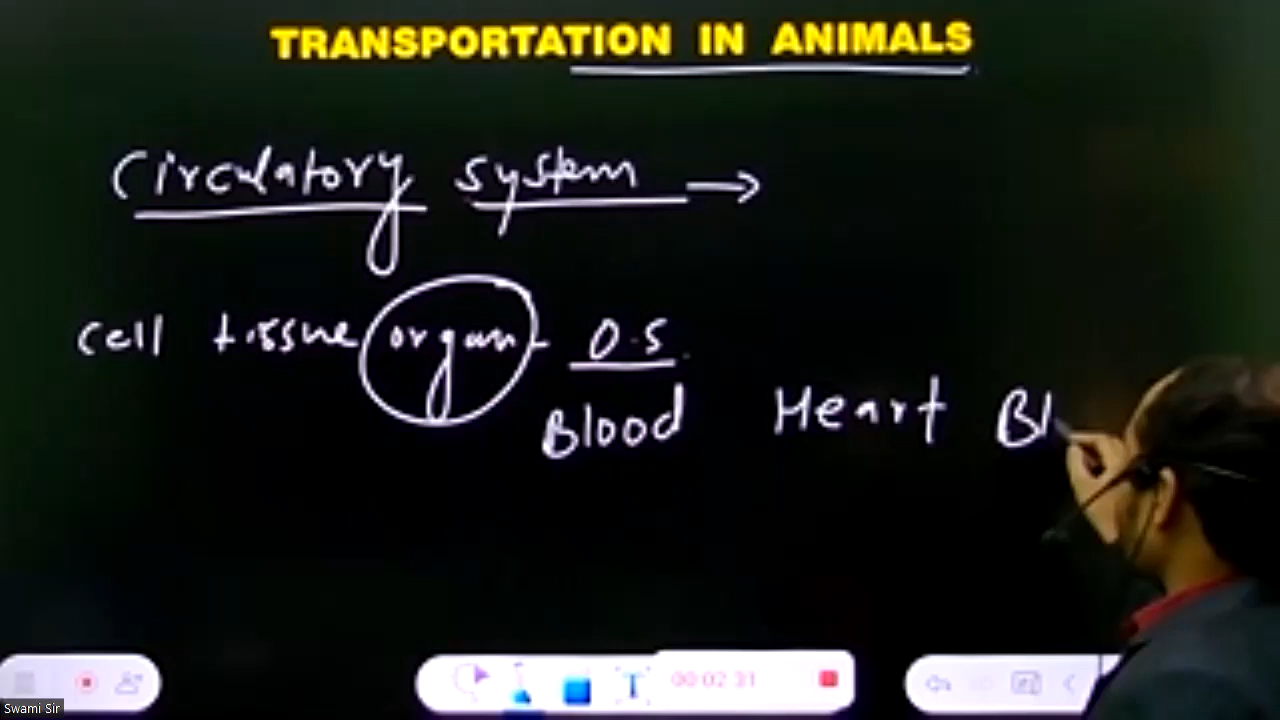 TRANSPORTATION IN ANIMALS
Circulatory system →
cell tissue organ - O.S
Blood Heart Bl
00:02:31
Swami Sir